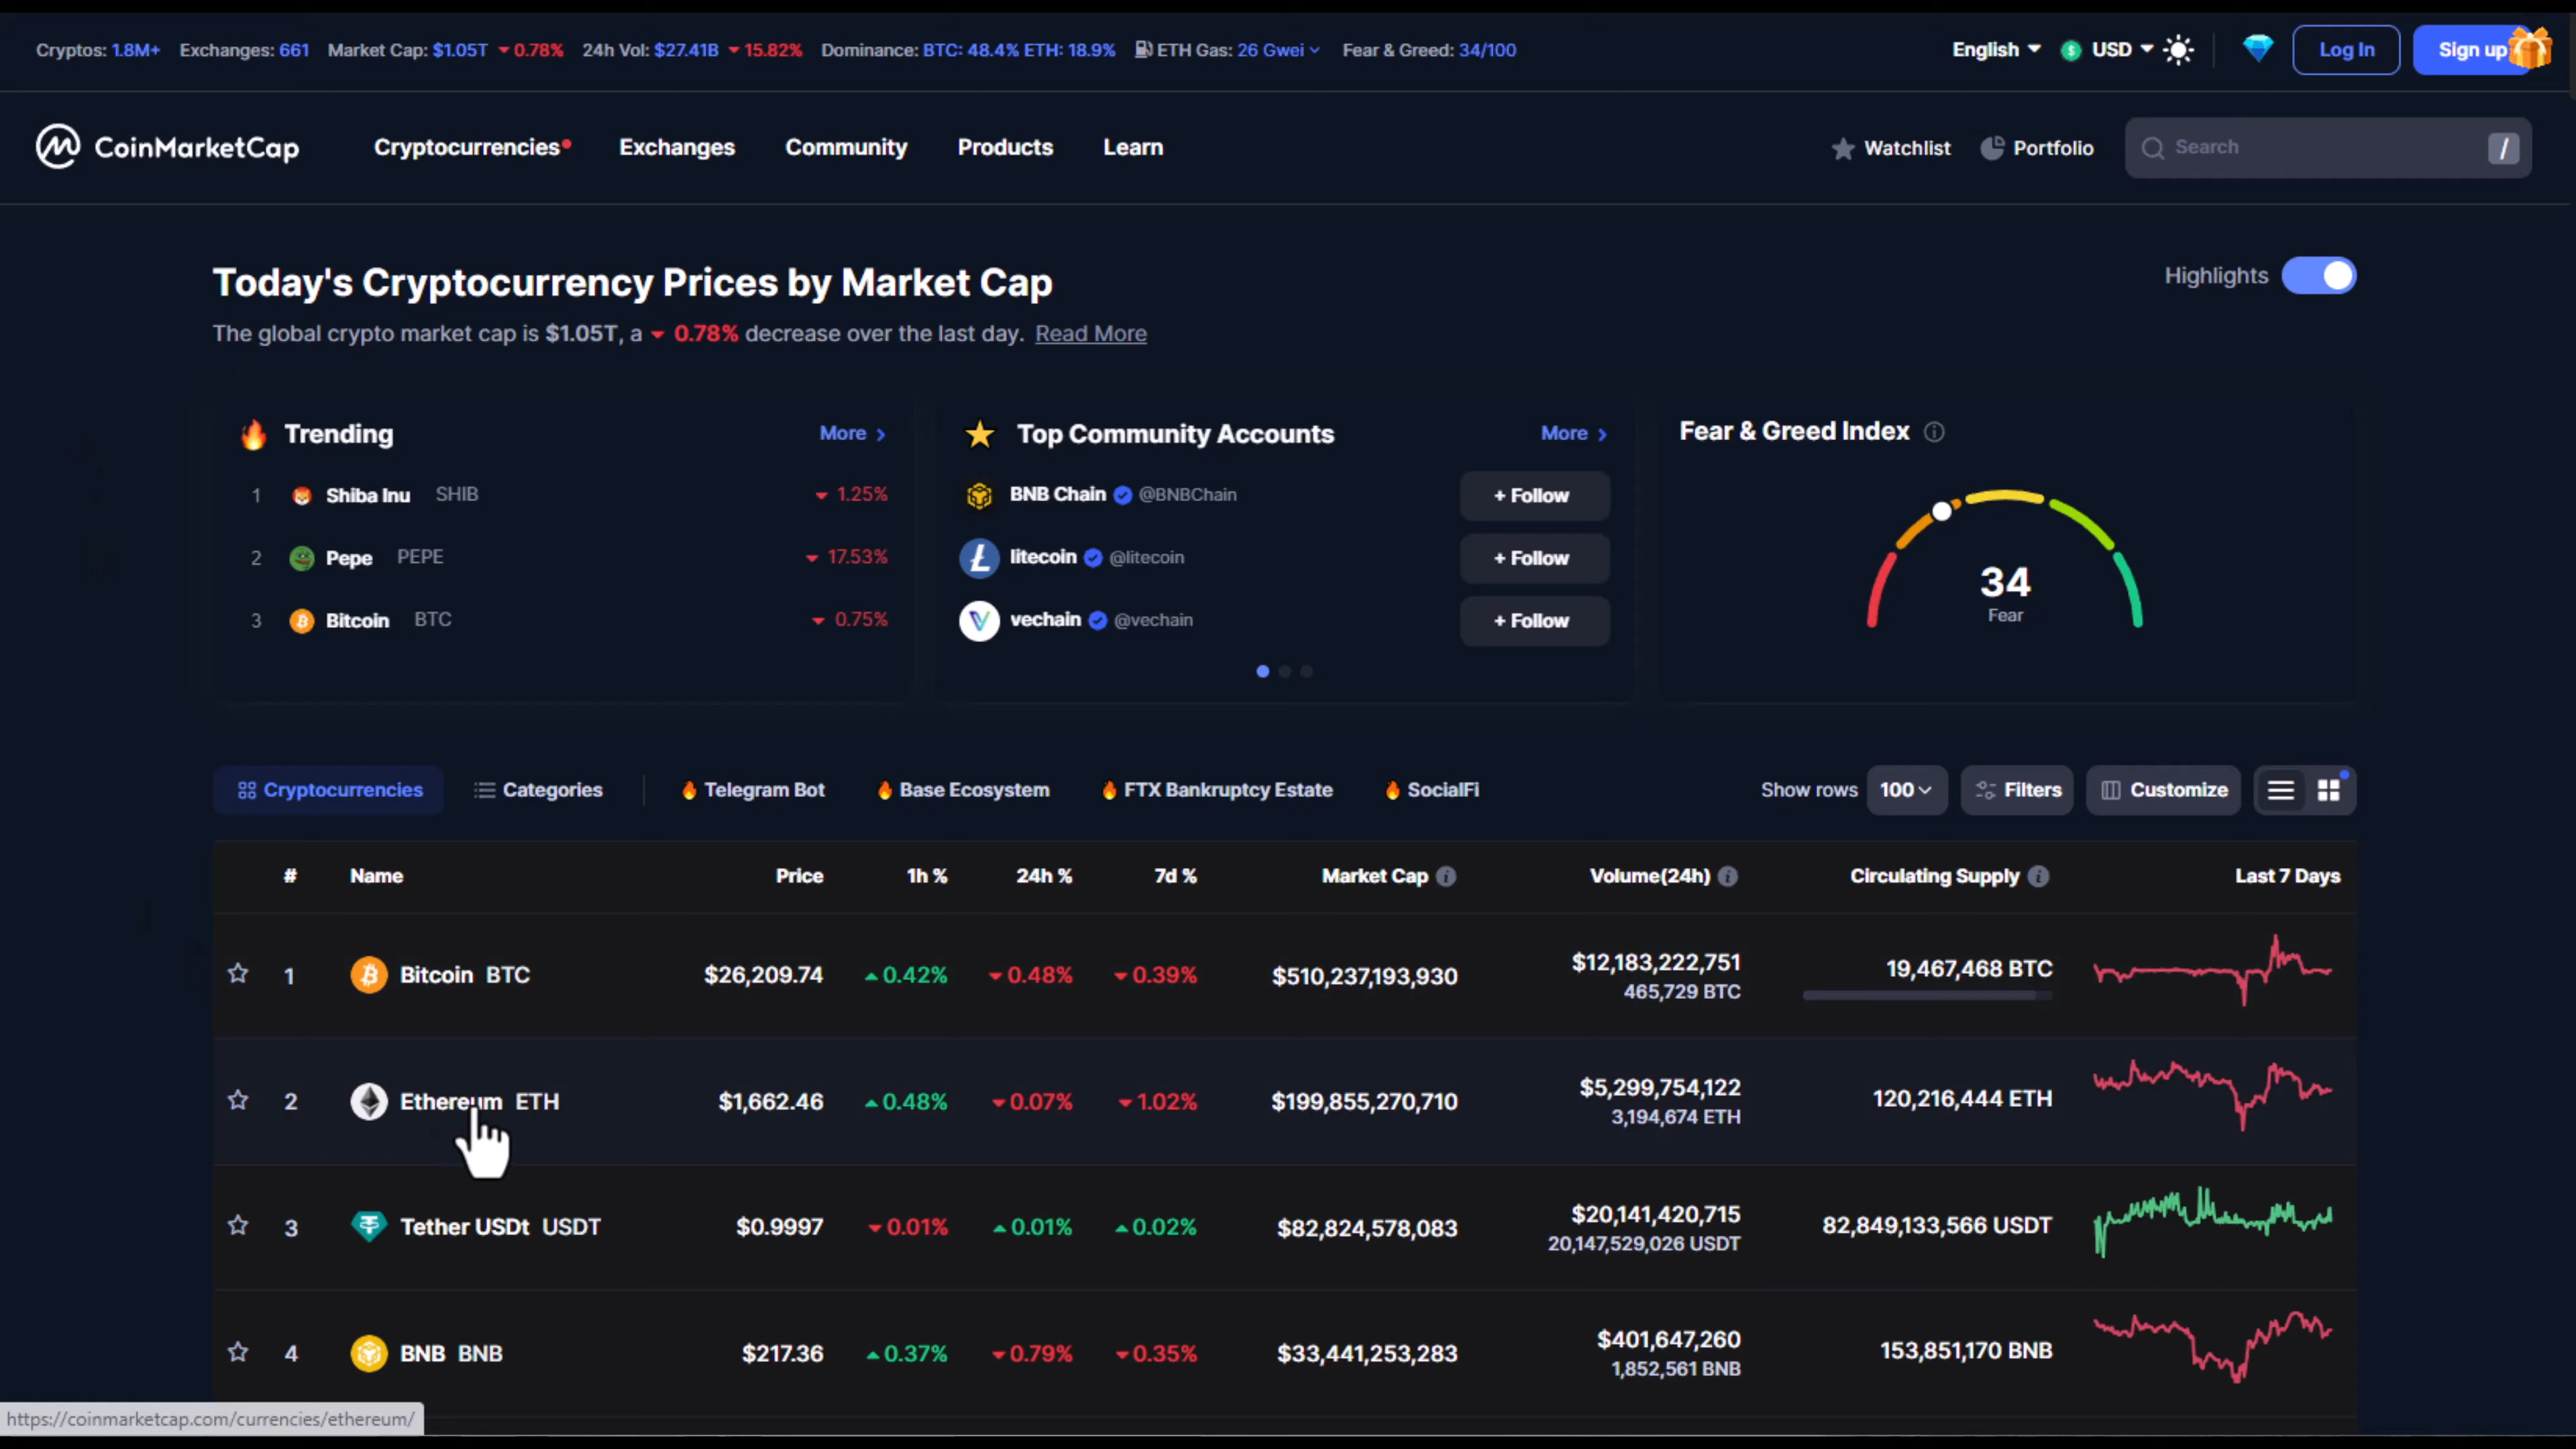 Cryptos: 1.8M+ Exchanges: 661 Market Cap: $1.05T 0.78% 24h Vol: $27.41B 15.82% Dominance: BTC: 48.4% ETH: 18.9% ETH Gas: 26 Gwei Fear & Greed: 34/100 English USD Log In Sign up
CoinMarketCap Cryptocurrencies Exchanges Community Products Learn Watchlist Portfolio Search /
Today's Cryptocurrency Prices by Market Cap Highlights
The global crypto market cap is $1.05T, a 0.78% decrease over the last day. Read More
Trending More
1 Shiba Inu SHIB 1.25%
2 Pepe PEPE 17.53%
3 Bitcoin BTC 0.75%
Top Community Accounts More
BNB Chain @BNBChain + Follow
litecoin @litecoin + Follow
vechain @vechain + Follow
Fear & Greed Index
34
Fear
Cryptocurrencies Categories Telegram Bot Base Ecosystem FTX Bankruptcy Estate SocialFi Show rows 100 Filters Customize
# Name Price 1h % 24h % 7d % Market Cap Volume(24h) Circulating Supply Last 7 Days
1 Bitcoin BTC $26,209.74 0.42% 0.48% 0.39% $510,237,193,930 $12,183,222,751 19,467,468 BTC
465,729 BTC
2 Ethereum ETH $1,662.46 0.48% 0.07% 1.02% $199,855,270,710 $5,299,754,122 120,216,444 ETH
3,194,674 ETH
3 Tether USDt USDT $0.9997 0.01% 0.01% 0.02% $82,824,578,083 $20,141,420,715 82,849,133,566 USDT
20,147,529,026 USDT
4 BNB BNB $217.36 0.37% 0.79% 0.35% $33,441,253,283 $401,647,260 153,851,170 BNB
1,852,561 BNB
https://coinmarketcap.com/currencies/ethereum/